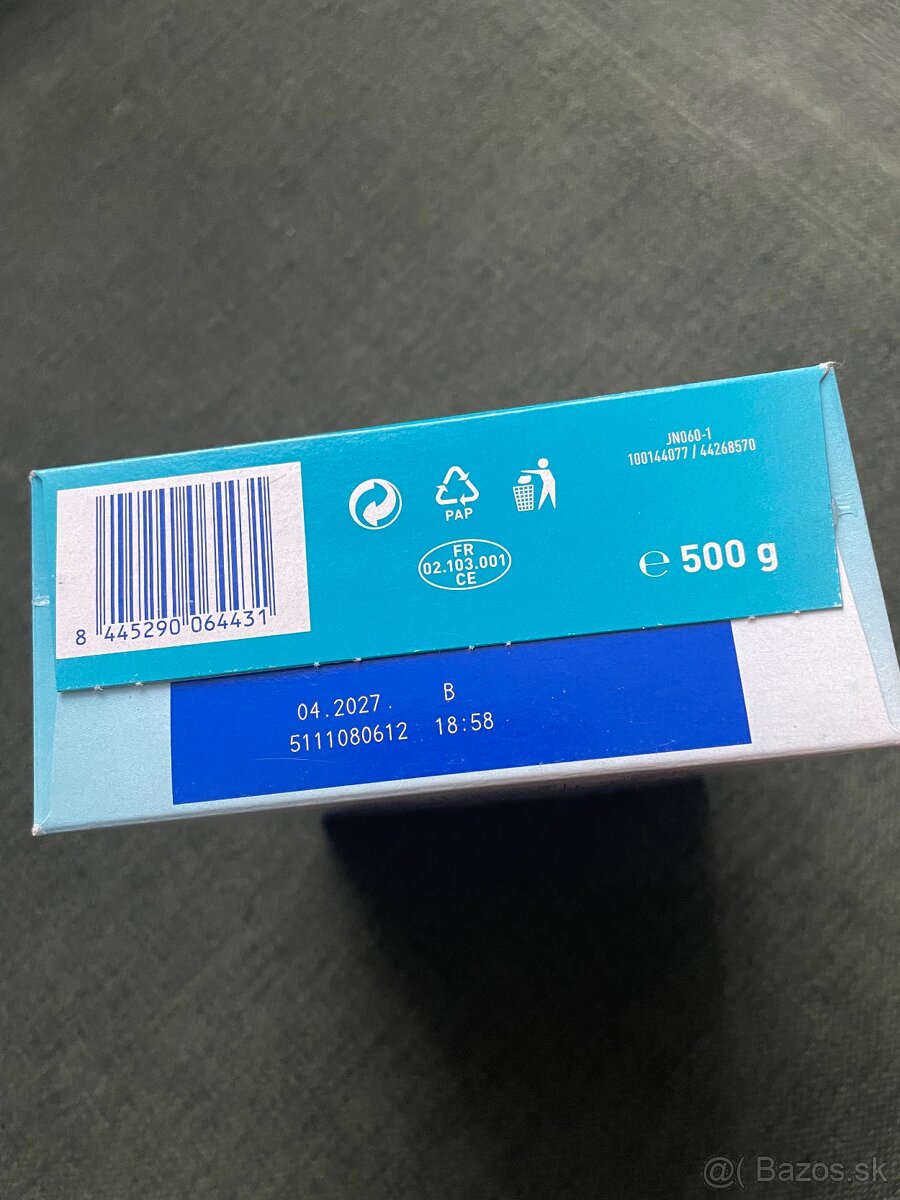 JN060-1
100144077 / 44268570
PAP
FR
02.103.001
CE
e 500 g
8 445290 064431
04.2027. B
5111080612 18:58
@( Bazos.sk